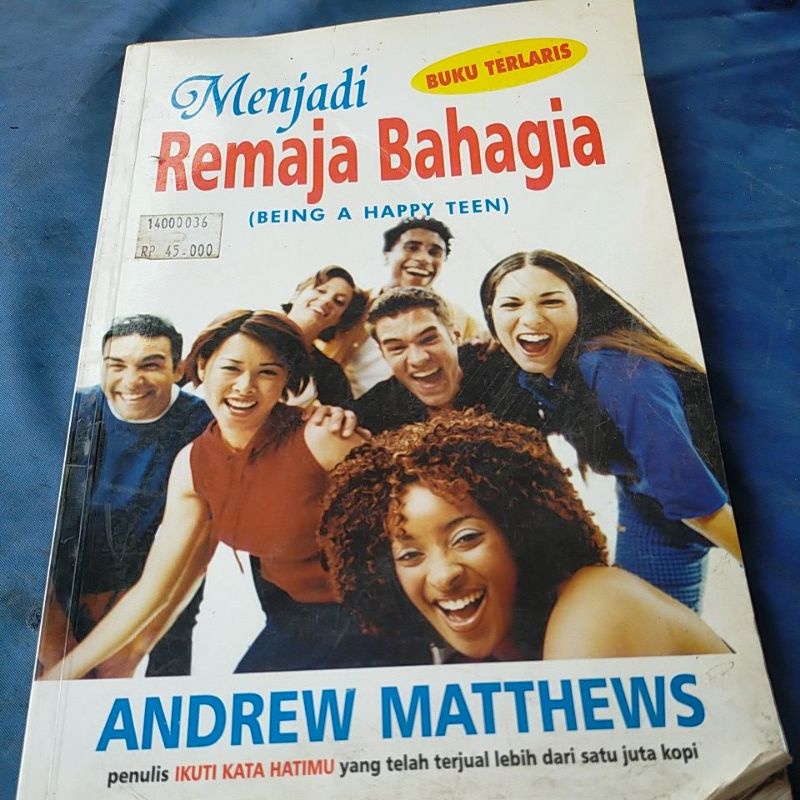 BUKU TERLARIS
Menjadi
Remaja Bahagia
(BEING A HAPPY TEEN)
14000036
RP 45.000
ANDREW MATTHEWS
penulis IKUTI KATA HATIMU yang telah terjual lebih dari satu juta kopi